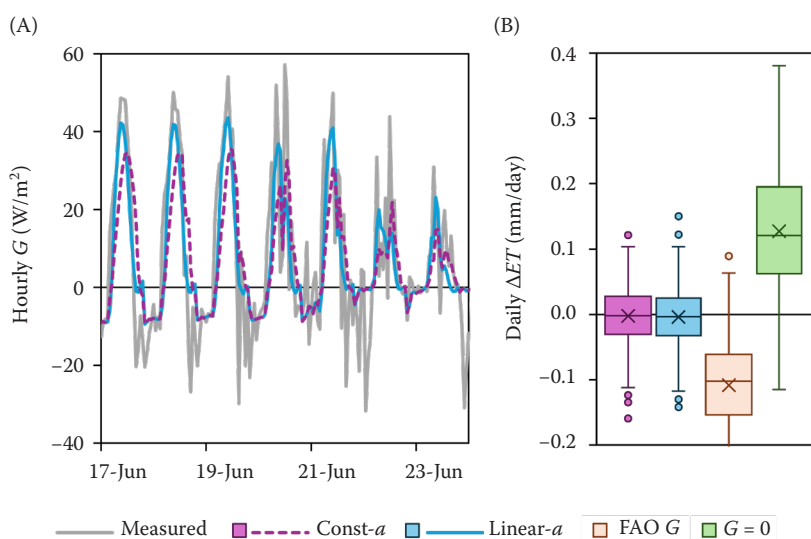 (A)
Hourly G (W/m²)
60
40
20
0
−20
−40
17-Jun 19-Jun 21-Jun 23-Jun
(B)
Daily ΔET (mm/day)
0.4
0.3
0.2
0.1
0.0
−0.1
−0.2
Measured Const-a Linear-a FAO G G = 0